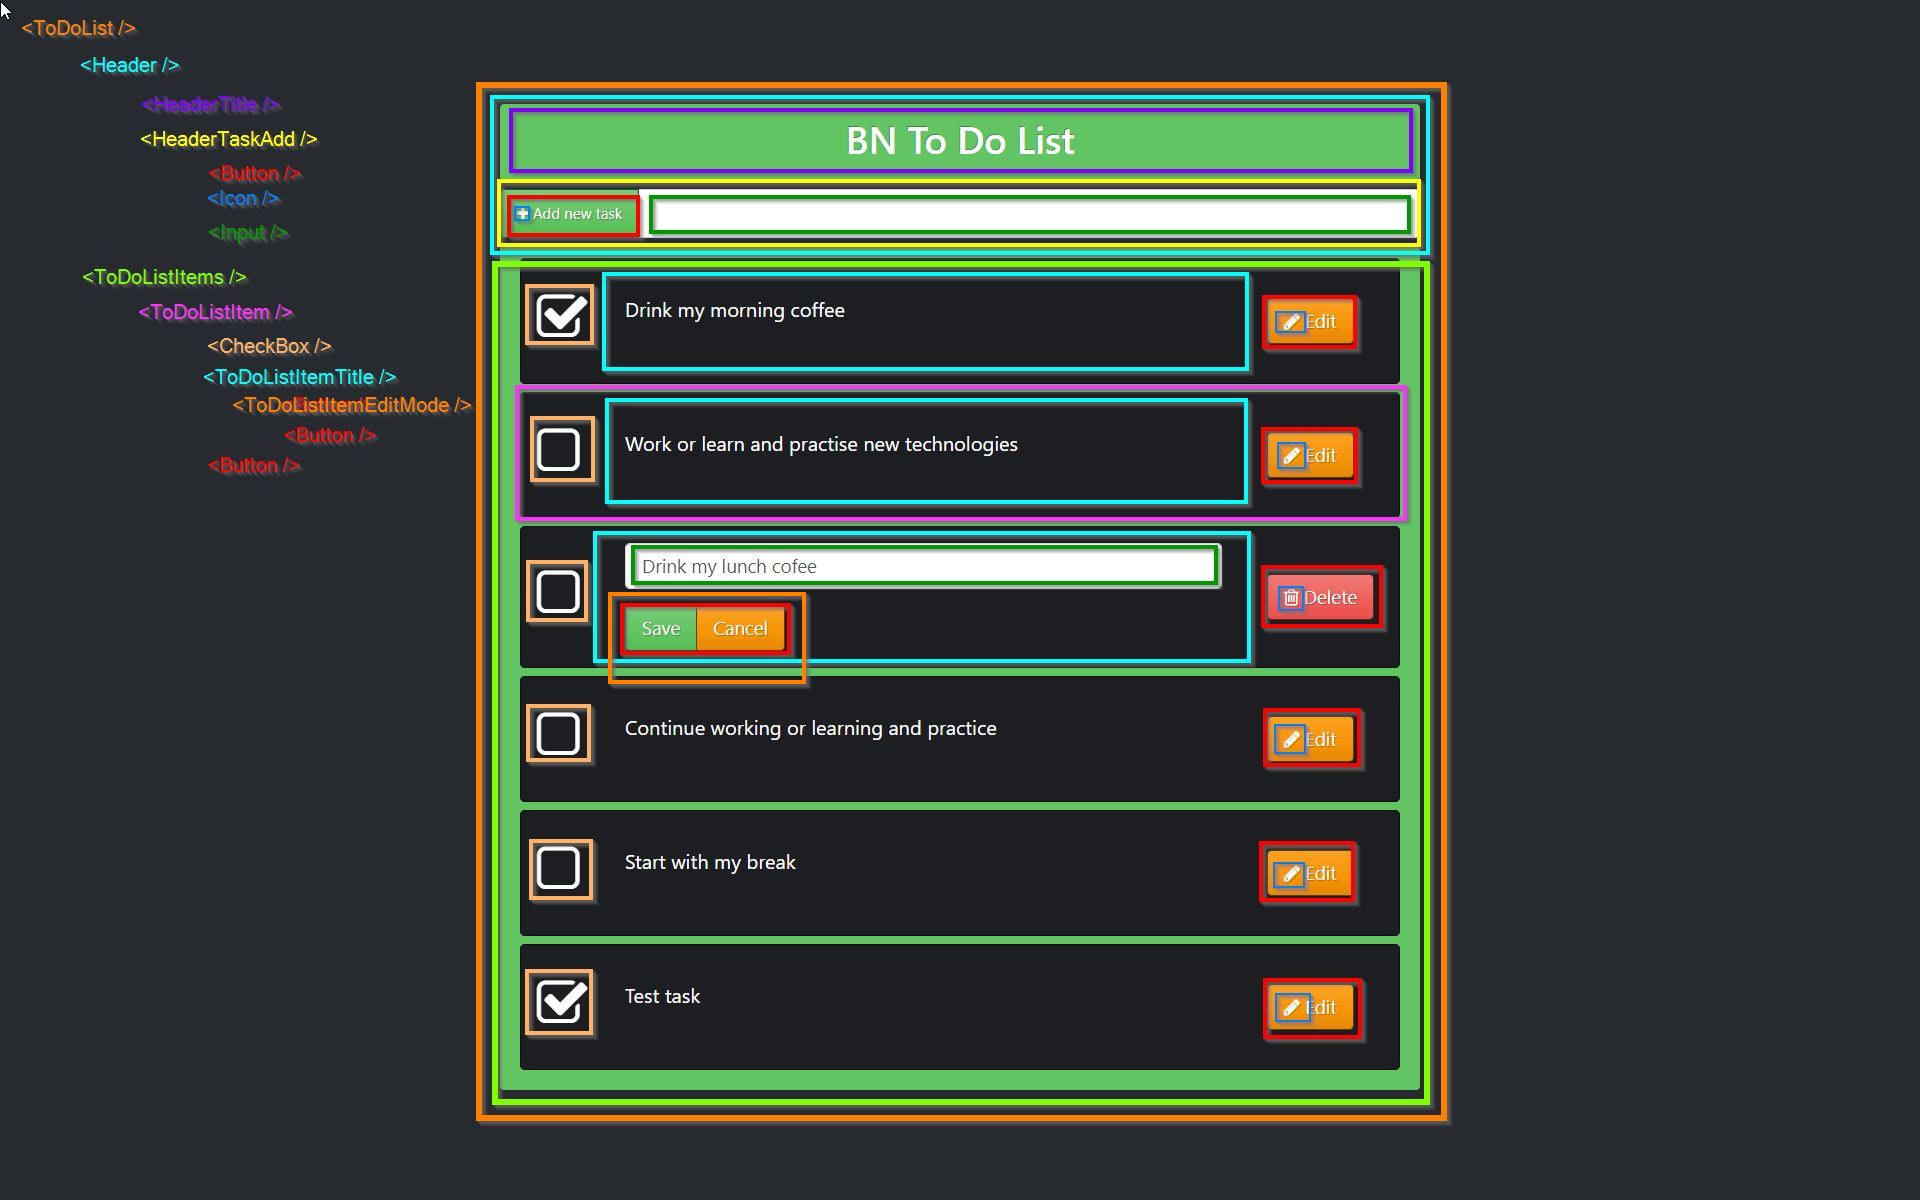 <ToDoList />
<Header />
<HeaderTitle />
<HeaderTaskAdd />
<Button />
<Icon />
<Input />
<ToDoListItems />
<ToDoListItem />
<CheckBox />
<ToDoListItemTitle />
<ToDoListItemEditMode />
<Button />
<Button />
BN To Do List
Add new task
Drink my morning coffee
Edit
Work or learn and practise new technologies
Edit
Drink my lunch cofee
Save Cancel
Delete
Continue working or learning and practice
Edit
Start with my break
Edit
Test task
Edit